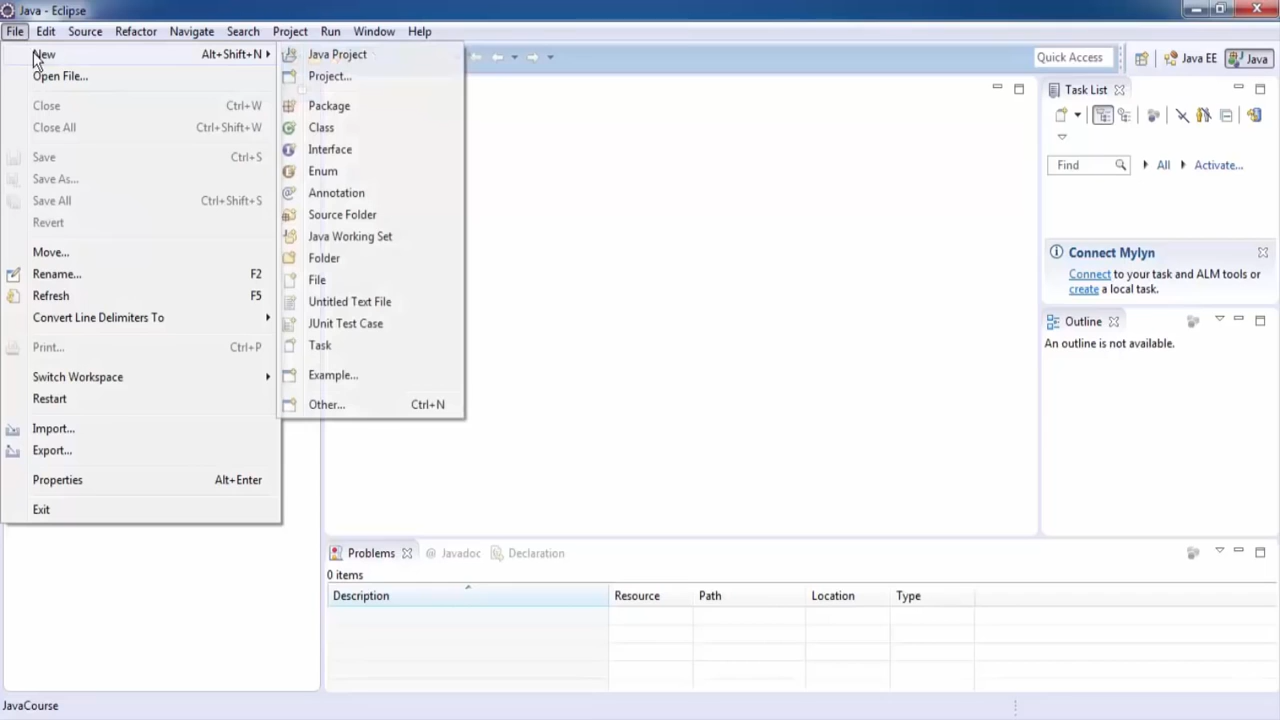 Java - Eclipse
File Edit Source Refactor Navigate Search Project Run Window Help
New Alt+Shift+N
Open File...
Close Ctrl+W
Close All Ctrl+Shift+W
Save Ctrl+S
Save As...
Save All Ctrl+Shift+S
Revert
Move...
Rename... F2
Refresh F5
Convert Line Delimiters To
Print... Ctrl+P
Switch Workspace
Restart
Import...
Export...
Properties Alt+Enter
Exit
Java Project
Project...
Package
Class
Interface
Enum
Annotation
Source Folder
Java Working Set
Folder
File
Untitled Text File
JUnit Test Case
Task
Example...
Other... Ctrl+N
Quick Access Java EE Java
Task List
Find All Activate...
Connect Mylyn
Connect to your task and ALM tools or
create a local task.
Outline
An outline is not available.
Problems @ Javadoc Declaration
0 items
Description Resource Path Location Type
JavaCourse